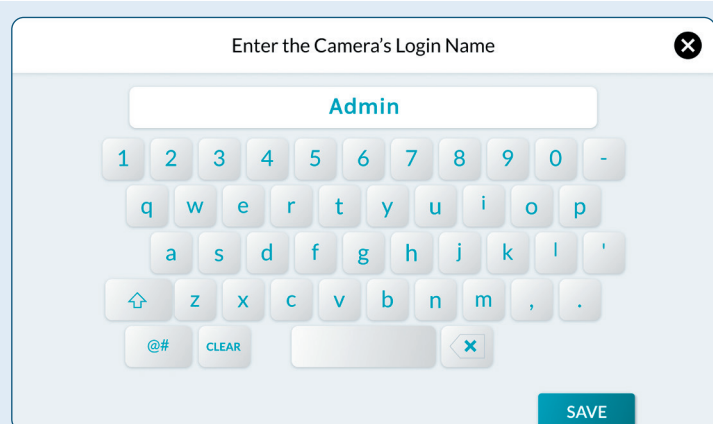 Enter the Camera's Login Name
Admin
1 2 3 4 5 6 7 8 9 0 -
q w e r t y u i o p
a s d f g h j k l '
z x c v b n m , .
@# CLEAR
SAVE